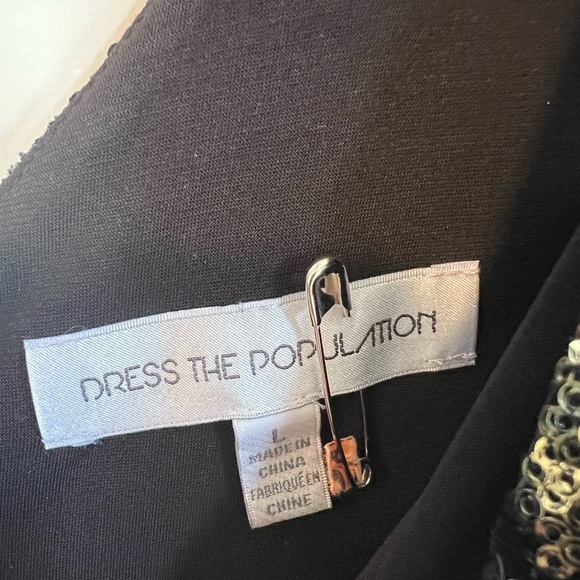 DRESS THE POPULATION
L
MADE IN
CHINA
FABRIQUÉ EN
CHINE